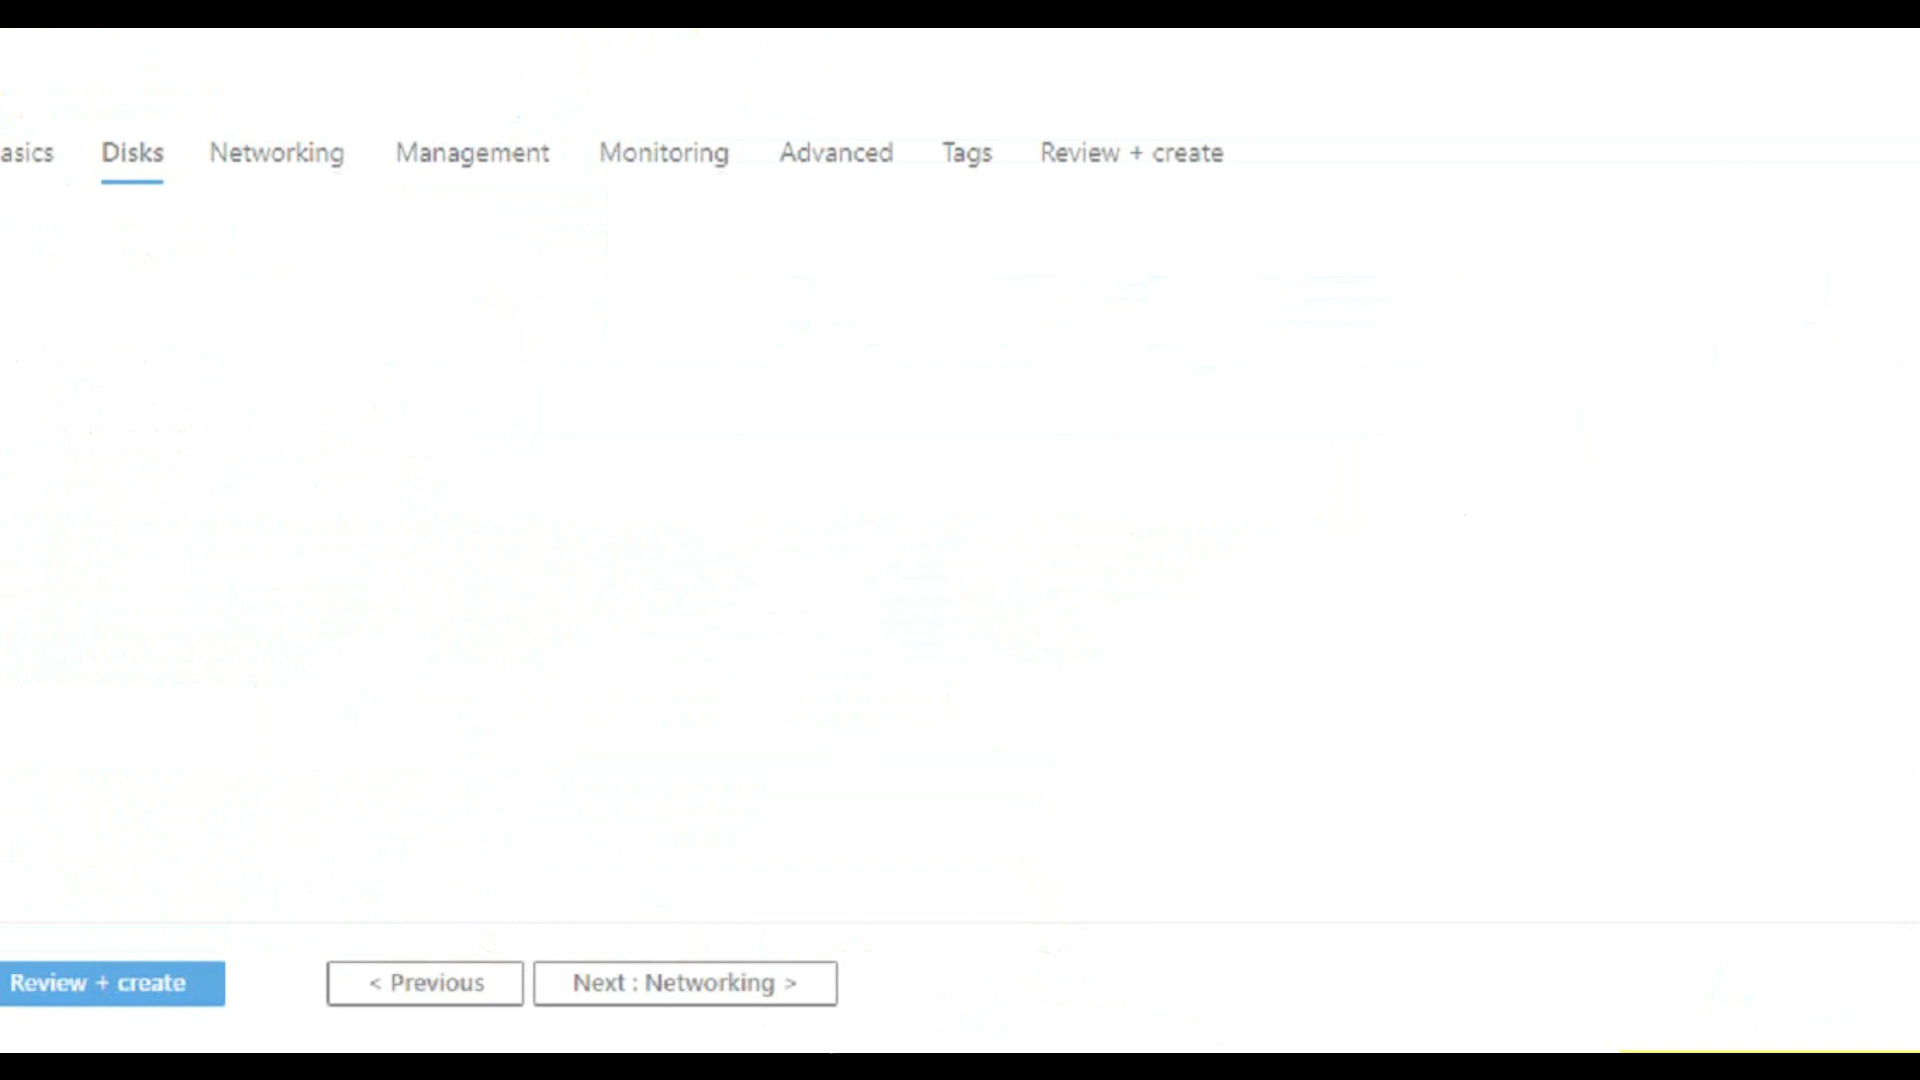 asics Disks Networking Management Monitoring Advanced Tags Review + create
Review + create < Previous Next : Networking >